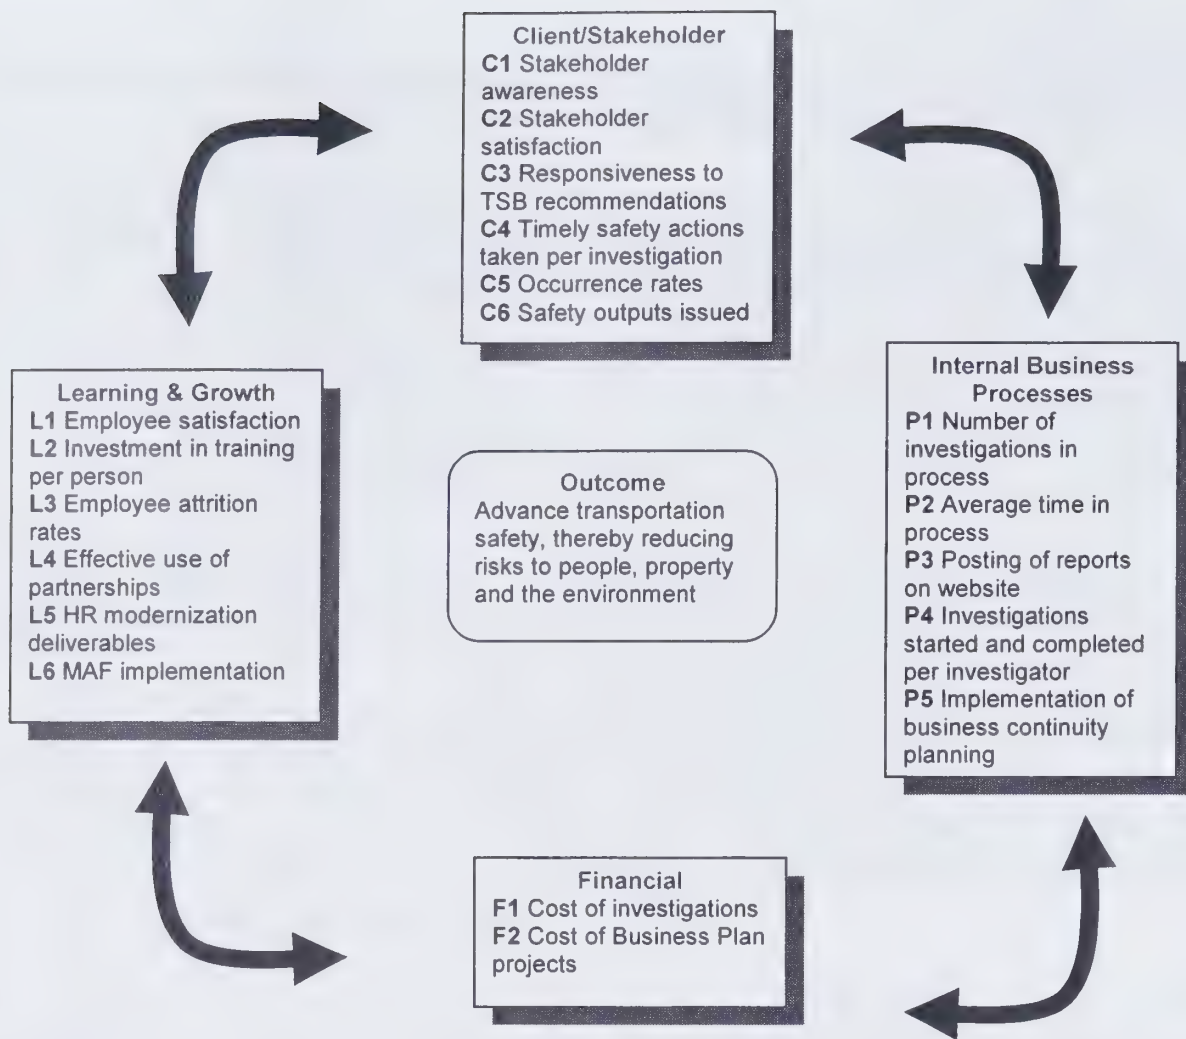 Client/Stakeholder
C1 Stakeholder
awareness
C2 Stakeholder
satisfaction
C3 Responsiveness to
TSB recommendations
C4 Timely safety actions
taken per investigation
C5 Occurrence rates
C6 Safety outputs issued
Learning & Growth
L1 Employee satisfaction
L2 Investment in training
per person
L3 Employee attrition
rates
L4 Effective use of
partnerships
L5 HR modernization
deliverables
L6 MAF implementation
Outcome
Advance transportation
safety, thereby reducing
risks to people, property
and the environment
Internal Business
Processes
P1 Number of
investigations in
process
P2 Average time in
process
P3 Posting of reports
on website
P4 Investigations
started and completed
per investigator
P5 Implementation of
business continuity
planning
Financial
F1 Cost of investigations
F2 Cost of Business Plan
projects